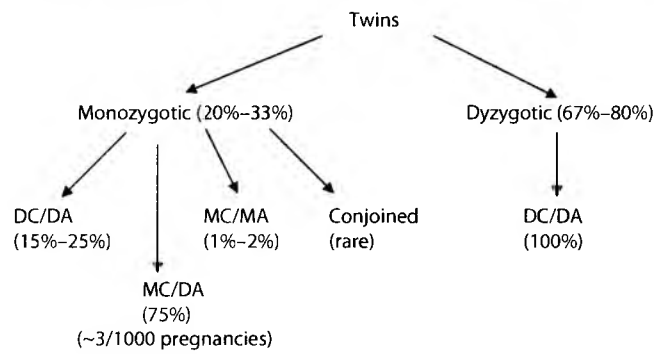 Twins
Monozygotic (20%–33%)
Dyzygotic (67%–80%)
DC/DA
(15%–25%)
MC/MA
(1%–2%)
Conjoined
(rare)
DC/DA
(100%)
MC/DA
(75%)
(~3/1000 pregnancies)